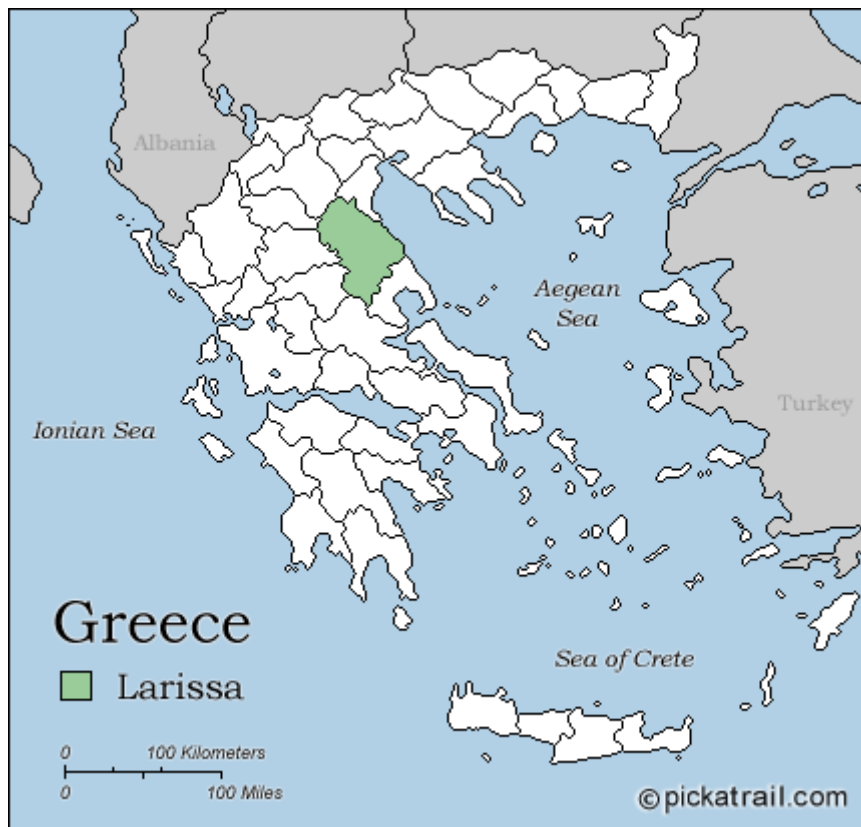 Albania
Aegean
Sea
Turkey
Ionian Sea
Greece
Larissa
Sea of Crete
0 100 Kilometers
0 100 Miles
©pickatrail.com